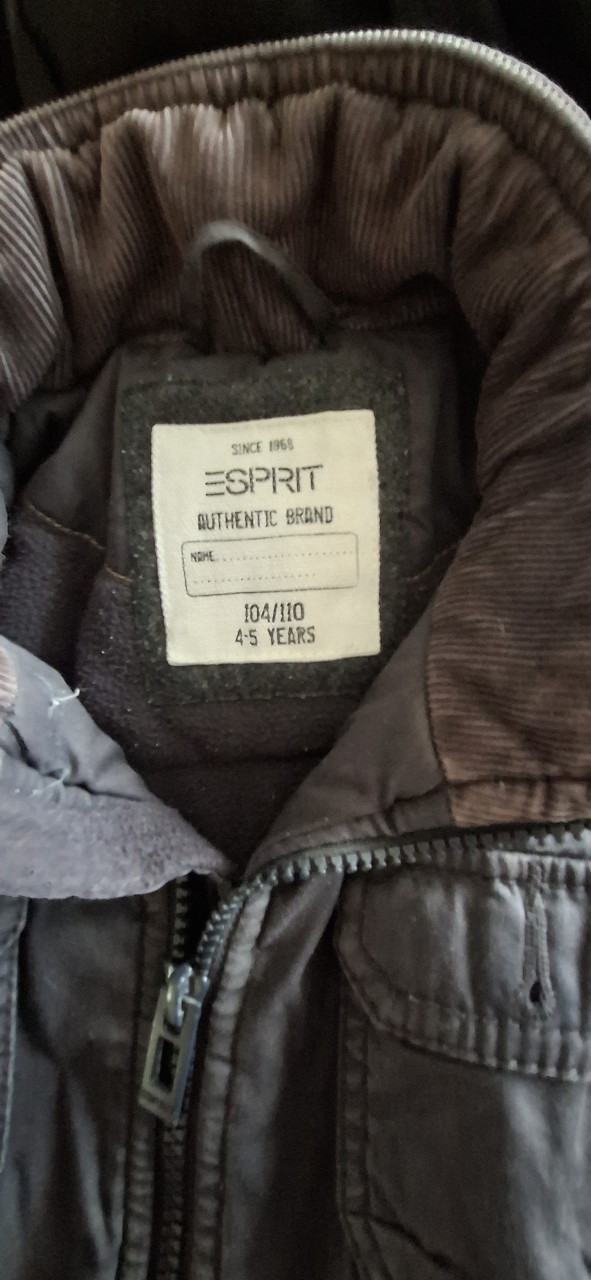 SINCE 1968
ESPRIT
AUTHENTIC BRAND
NAME
104/110
4-5 YEARS